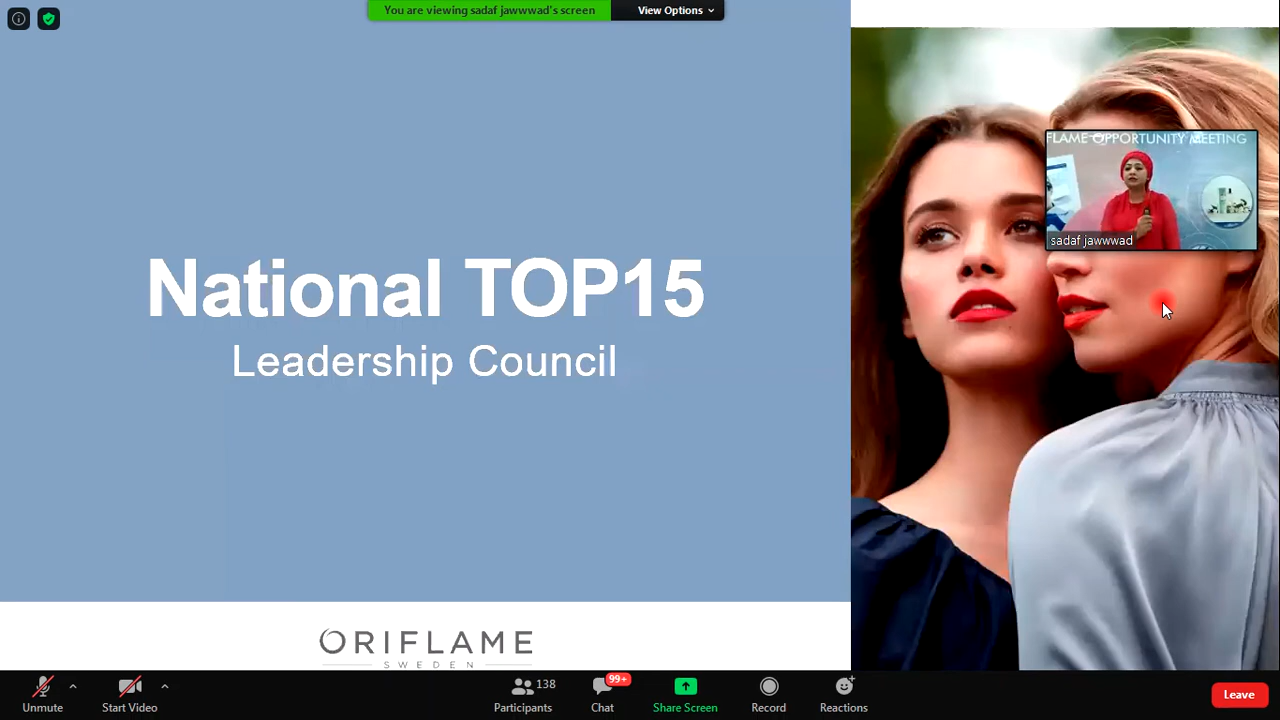 You are viewing sadaf jawwwad's screen
View Options
FLAME OPPORTUNITY MEETING
sadaf jawwwad
National TOP15
Leadership Council
ORIFLAME
SWEDEN
Unmute
Start Video
138
Participants
99+
Chat
Share Screen
Record
Reactions
Leave